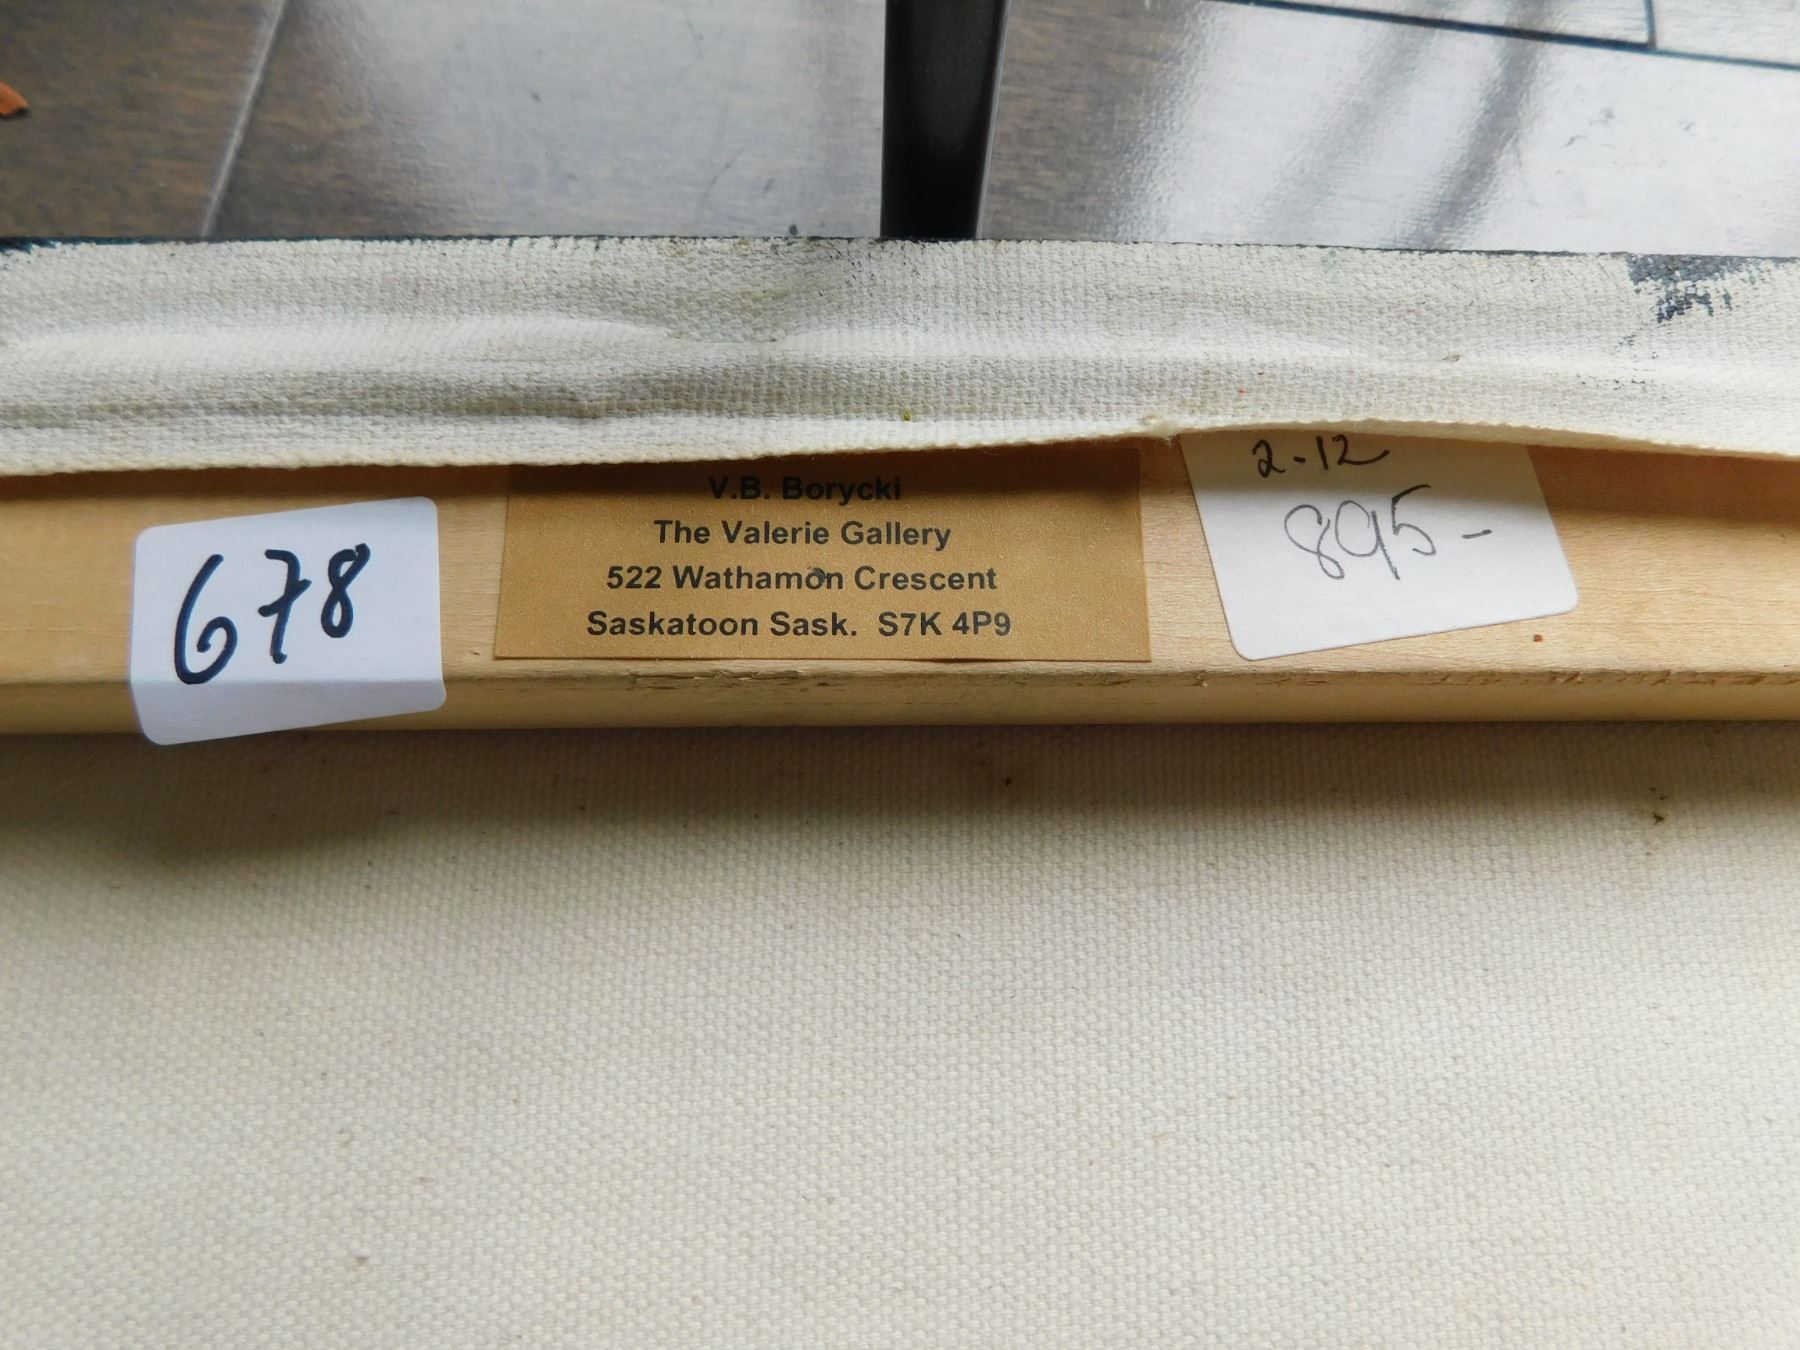 678
V.B. Borycki
The Valerie Gallery
522 Wathamon Crescent
Saskatoon Sask. S7K 4P9
2-12
895-